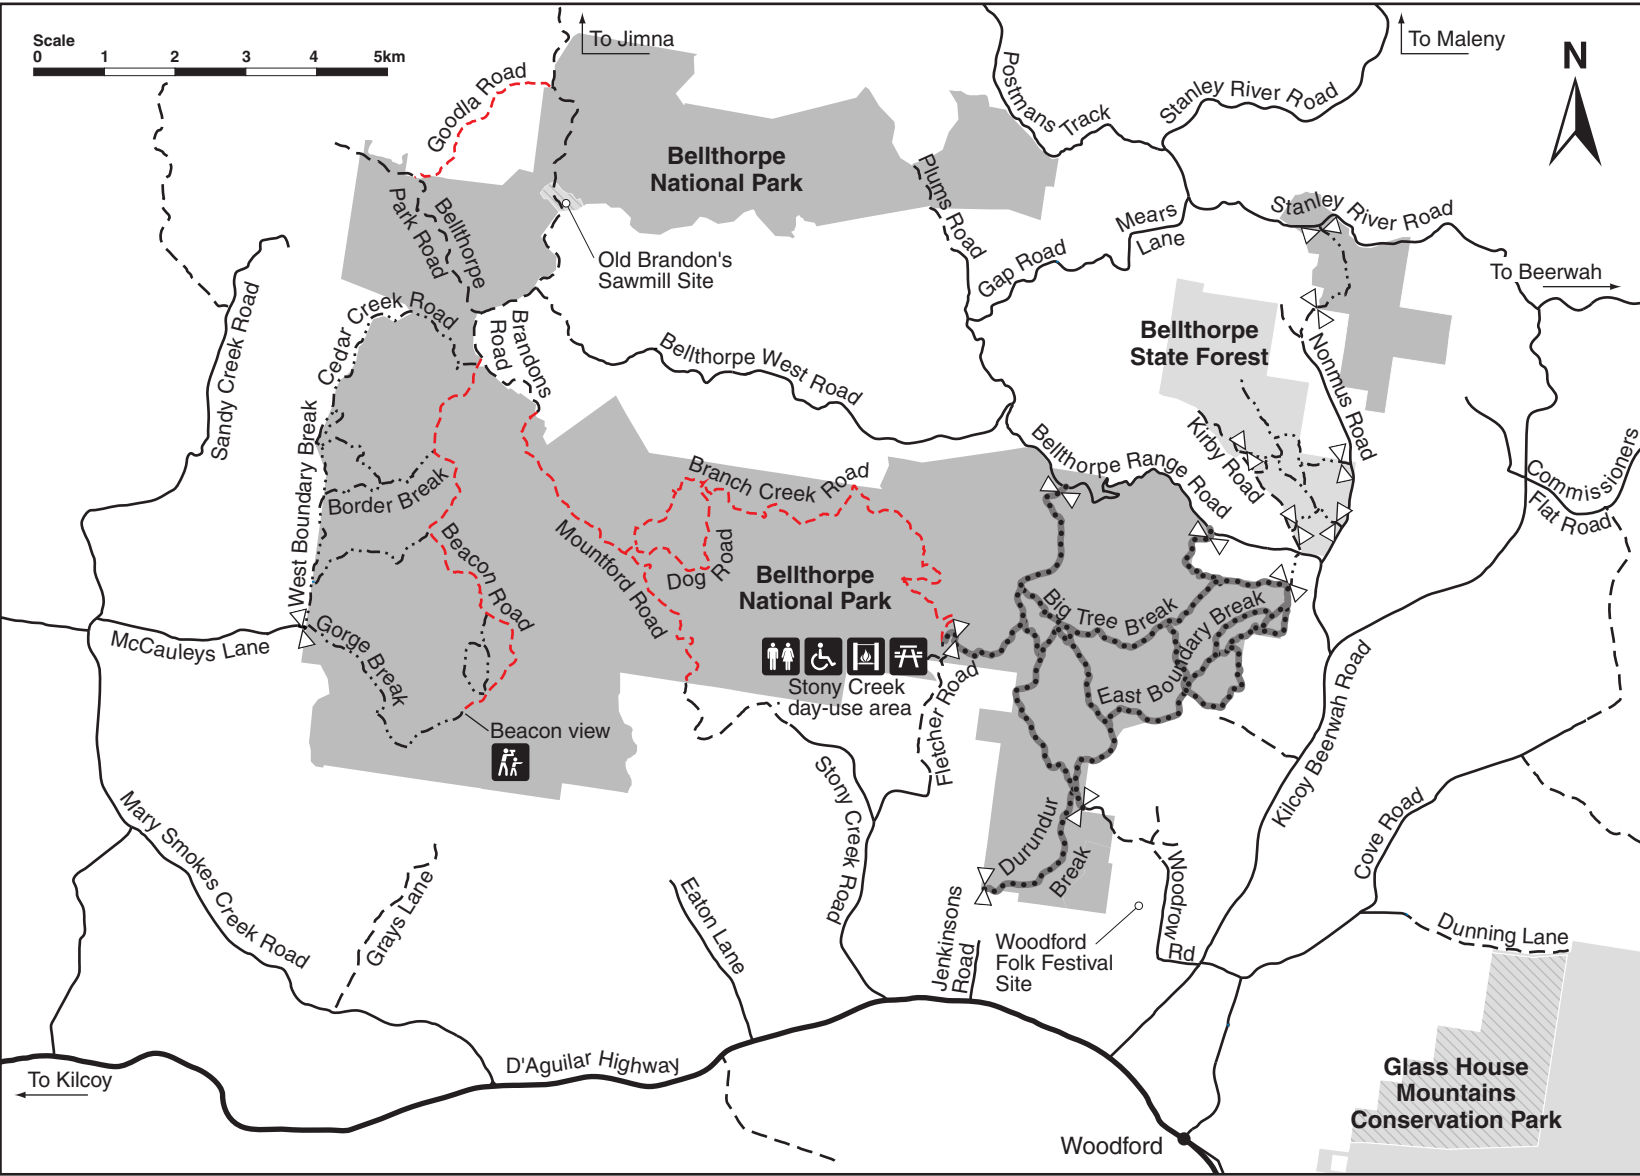 Scale
0 1 2 3 4 5km
To Jimna
To Maleny
N
Goodla Road
Postmans Track
Stanley River Road
Bellthorpe
National Park
Plums Road
Bellthorpe
Park Road
Mears
Lane
Stanley River Road
Gap Road
Old Brandon's
Sawmill Site
To Beerwah
Sandy Creek Road
Cedar Creek Road
Brandons
Road
Bellthorpe West Road
Bellthorpe
State Forest
Nonmus Road
Kirby Road
West Boundary Break
Border Break
Branch Creek Road
Bellthorpe Range Road
Commissioners
Flat Road
Beacon Road
Mountford Road
Dog
Road
Bellthorpe
National Park
Big Tree Break
East Boundary Break
McCauleys Lane
Gorge Break
Stony Creek
day-use area
Fletcher Road
Beacon view
Kilcoy Beerwah Road
Stony Creek Road
Mary Smokes Creek Road
Grays Lane
Eaton Lane
Durundur
Break
Woodrow
Rd
Cove Road
Jenkinsons
Road
Woodford
Folk Festival
Site
Dunning Lane
D'Aguilar Highway
To Kilcoy
Glass House
Mountains
Conservation Park
Woodford